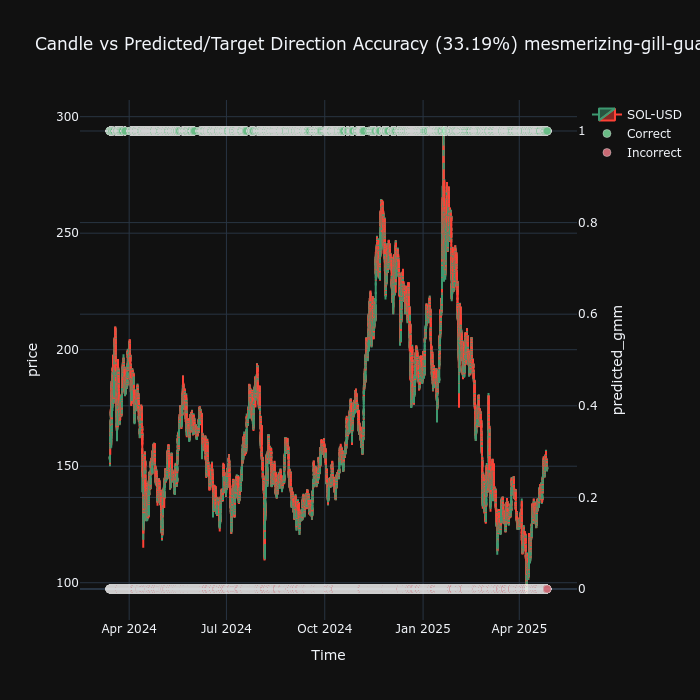 Candle vs Predicted/Target Direction Accuracy (33.19%) mesmerizing-gill-gua
SOL-USD
Correct
Incorrect
300
250
200
150
100
price
1
0.8
0.6
0.4
0.2
0
predicted_gmm
Apr 2024
Jul 2024
Oct 2024
Jan 2025
Apr 2025
Time